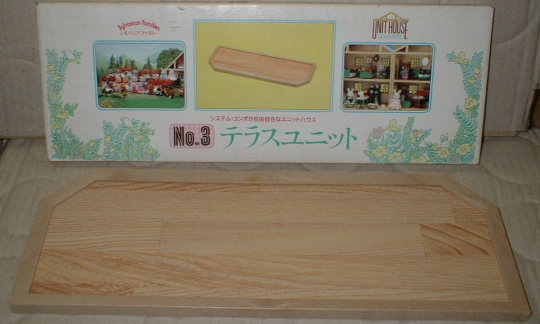 Sylvanian Families
シルバニアファミリー
UNIT HOUSE
システム・コンポが自由自在なユニットハウス
No.3 テラスユニット